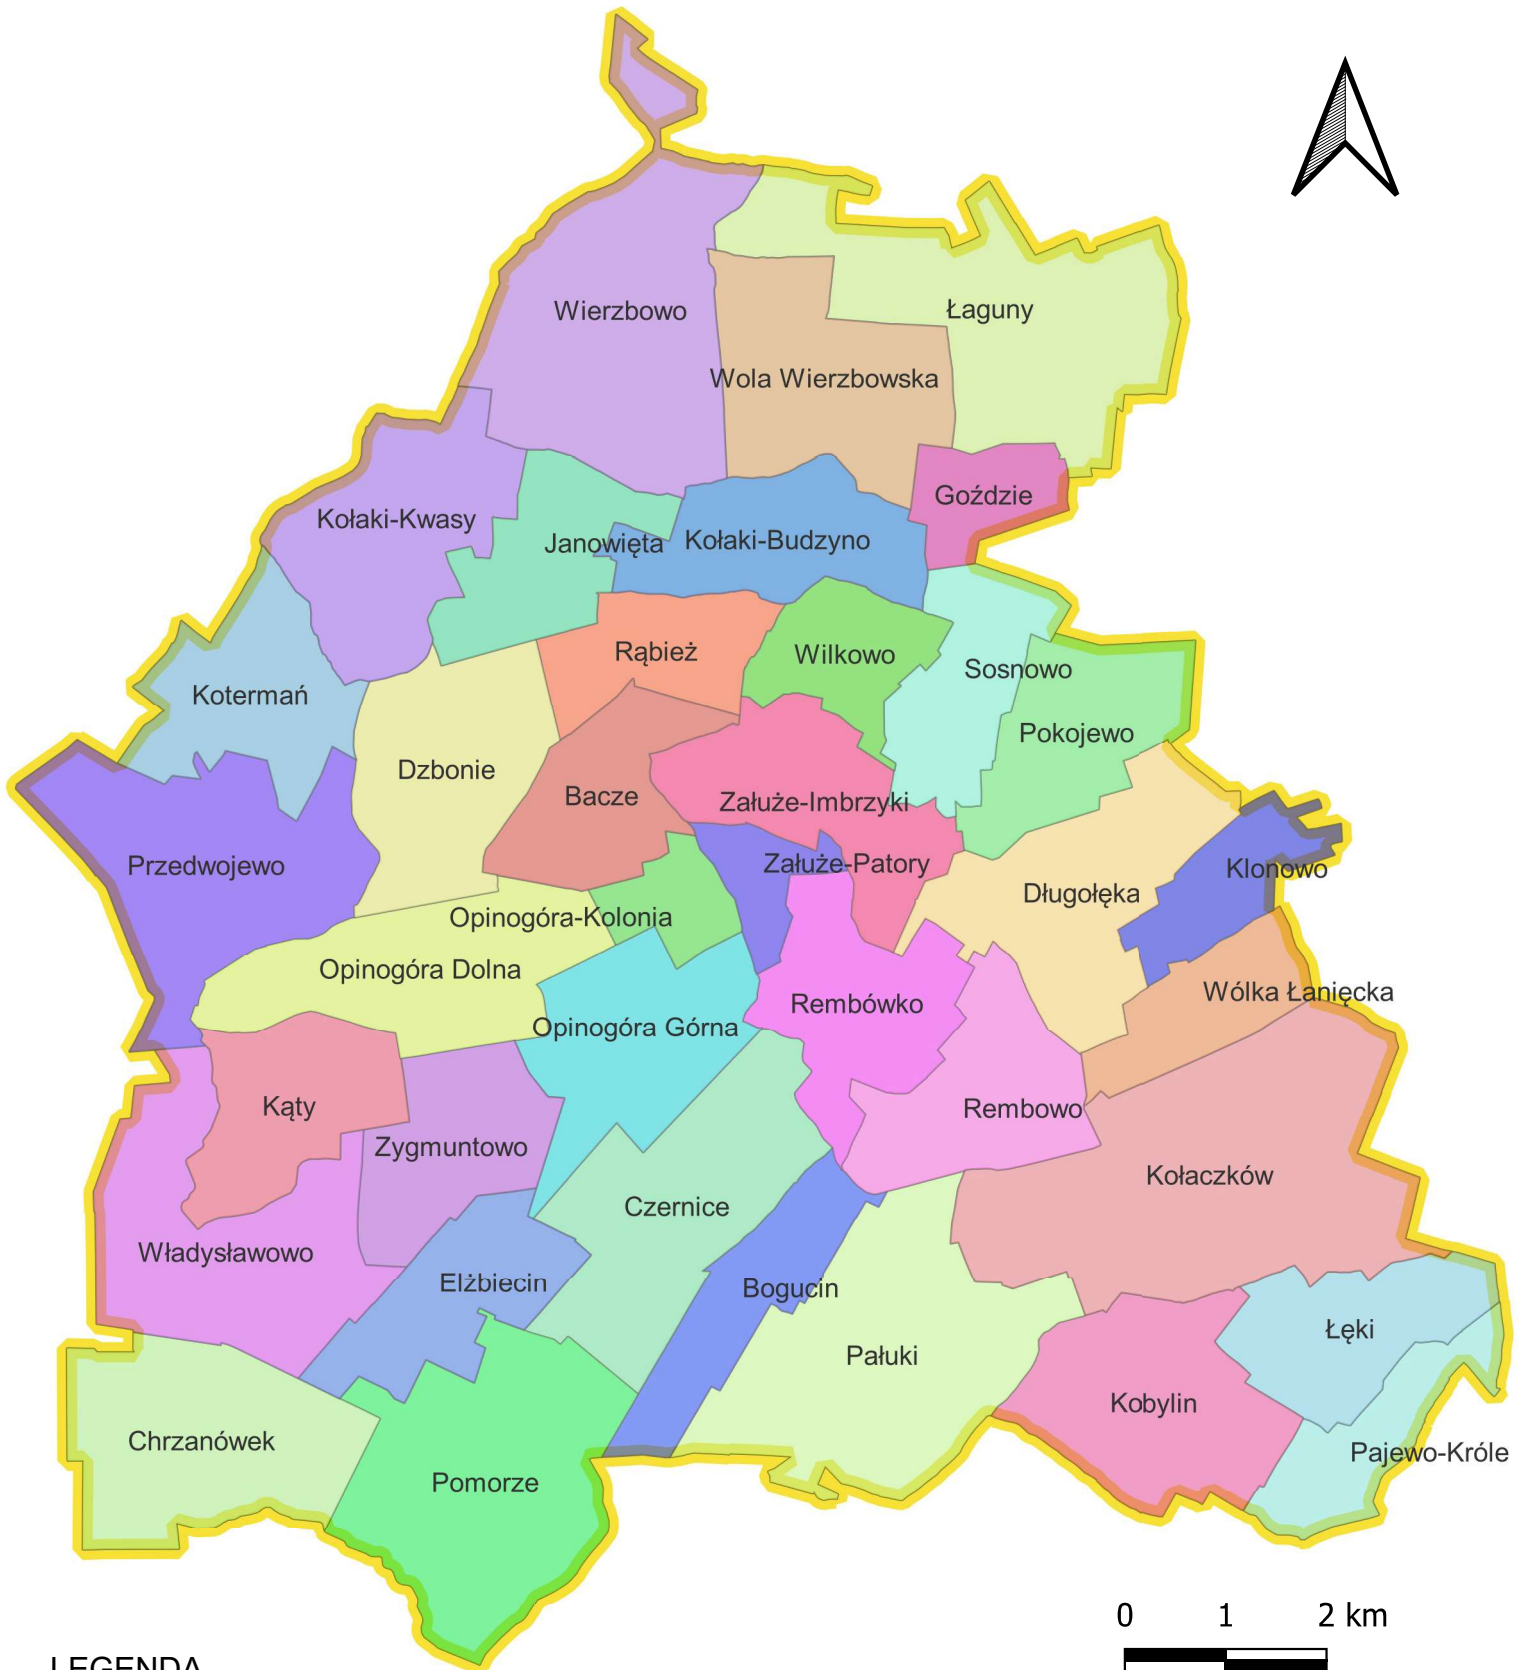 Wierzbowo
Łaguny
Wola Wierzbowska
Goździe
Kołaki-Kwasy
Janowięta
Kołaki-Budzyno
Rąbież
Wilkowo
Sosnowo
Kotermań
Pokojewo
Dzbonie
Bacze
Załuże-Imbrzyki
Przedwojewo
Załuże-Patory
Klonowo
Długołęka
Opinogóra-Kolonia
Opinogóra Dolna
Wólka Łanięcka
Rembówko
Opinogóra Górna
Kąty
Rembowo
Zygmuntowo
Kołaczków
Czernice
Władysławowo
Elżbiecin
Bogucin
Łęki
Pałuki
Kobylin
Chrzanówek
Pajewo-Króle
Pomorze
0 1 2 km
LEGENDA